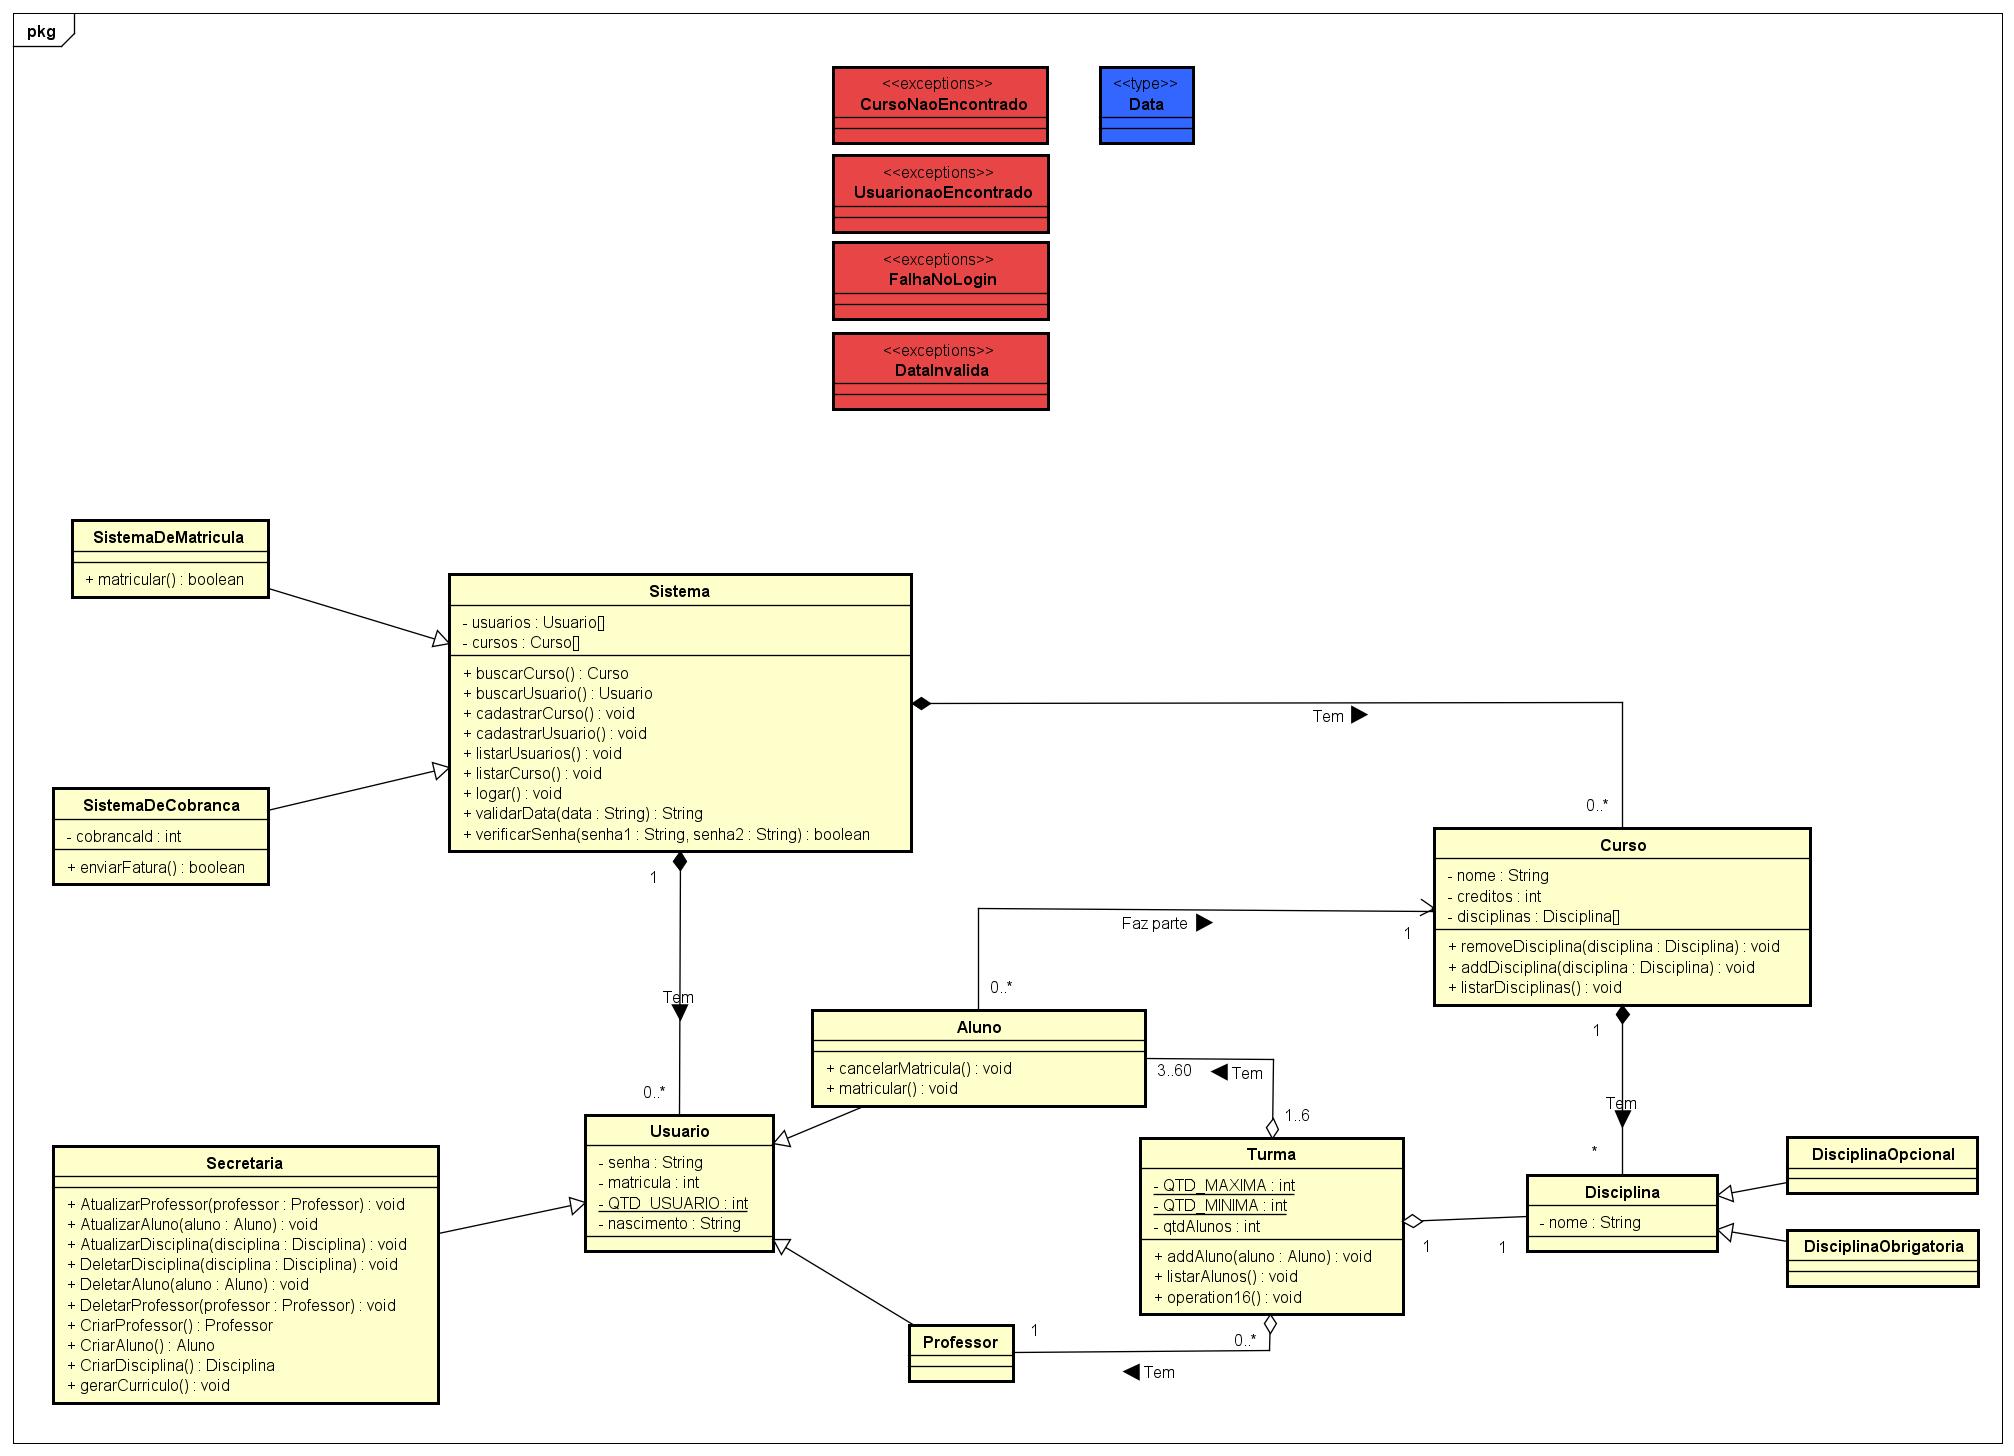 pkg
<<exceptions>>
CursoNaoEncontrado
<<type>>
Data
<<exceptions>>
UsuarionaoEncontrado
<<exceptions>>
FalhaNoLogin
<<exceptions>>
DataInvalida
SistemaDeMatricula
+ matricular() : boolean
Sistema
- usuarios : Usuario[]
- cursos : Curso[]
+ buscarCurso() : Curso
+ buscarUsuario() : Usuario
+ cadastrarCurso() : void
+ cadastrarUsuario() : void
+ listarUsuarios() : void
+ listarCurso() : void
+ logar() : void
+ validarData(data : String) : String
+ verificarSenha(senha1 : String, senha2 : String) : boolean
Tem
0..*
SistemaDeCobranca
- cobrancaId : int
+ enviarFatura() : boolean
1
Tem
0..*
Curso
- nome : String
- creditos : int
- disciplinas : Disciplina[]
+ removeDisciplina(disciplina : Disciplina) : void
+ addDisciplina(disciplina : Disciplina) : void
+ listarDisciplinas() : void
Faz parte
1
0..*
Aluno
+ cancelarMatricula() : void
+ matricular() : void
3..60
Tem
1..6
1
Tem
*
Usuario
- senha : String
- matricula : int
- QTD_USUARIO : int
- nascimento : String
Secretaria
+ AtualizarProfessor(professor : Professor) : void
+ AtualizarAluno(aluno : Aluno) : void
+ AtualizarDisciplina(disciplina : Disciplina) : void
+ DeletarDisciplina(disciplina : Disciplina) : void
+ DeletarAluno(aluno : Aluno) : void
+ DeletarProfessor(professor : Professor) : void
+ CriarProfessor() : Professor
+ CriarAluno() : Aluno
+ CriarDisciplina() : Disciplina
+ gerarCurriculo() : void
Turma
- QTD_MAXIMA : int
- QTD_MINIMA : int
- qtdAlunos : int
+ addAluno(aluno : Aluno) : void
+ listarAlunos() : void
+ operation16() : void
1
1
Disciplina
- nome : String
DisciplinaOpcional
DisciplinaObrigatoria
Professor
1
0..*
Tem